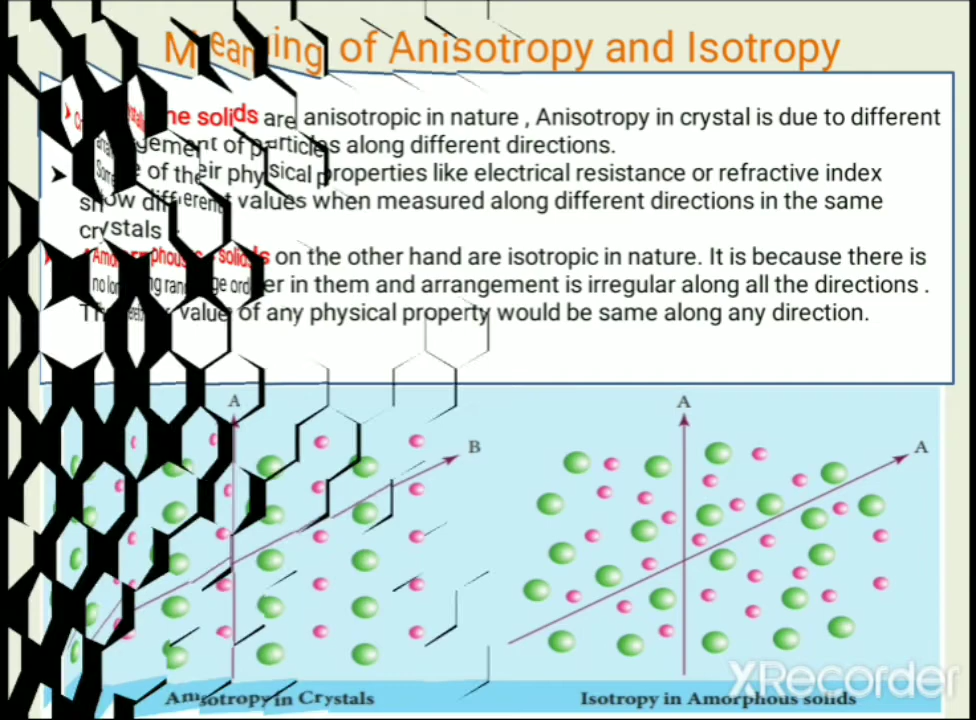 Meaning of Anisotropy and Isotropy
Crystalline solids are anisotropic in nature , Anisotropy in crystal is due to different
arrangement of particles along different directions.
Some of their physical properties like electrical resistance or refractive index
show different values when measured along different directions in the same
crystals
Amorphous solids on the other hand are isotropic in nature. It is because there is
no long range order in them and arrangement is irregular along all the directions .
Therefore value of any physical property would be same along any direction.
A
B
A
A
Anisotropy in Crystals
Isotropy in Amorphous solids
XRecorder